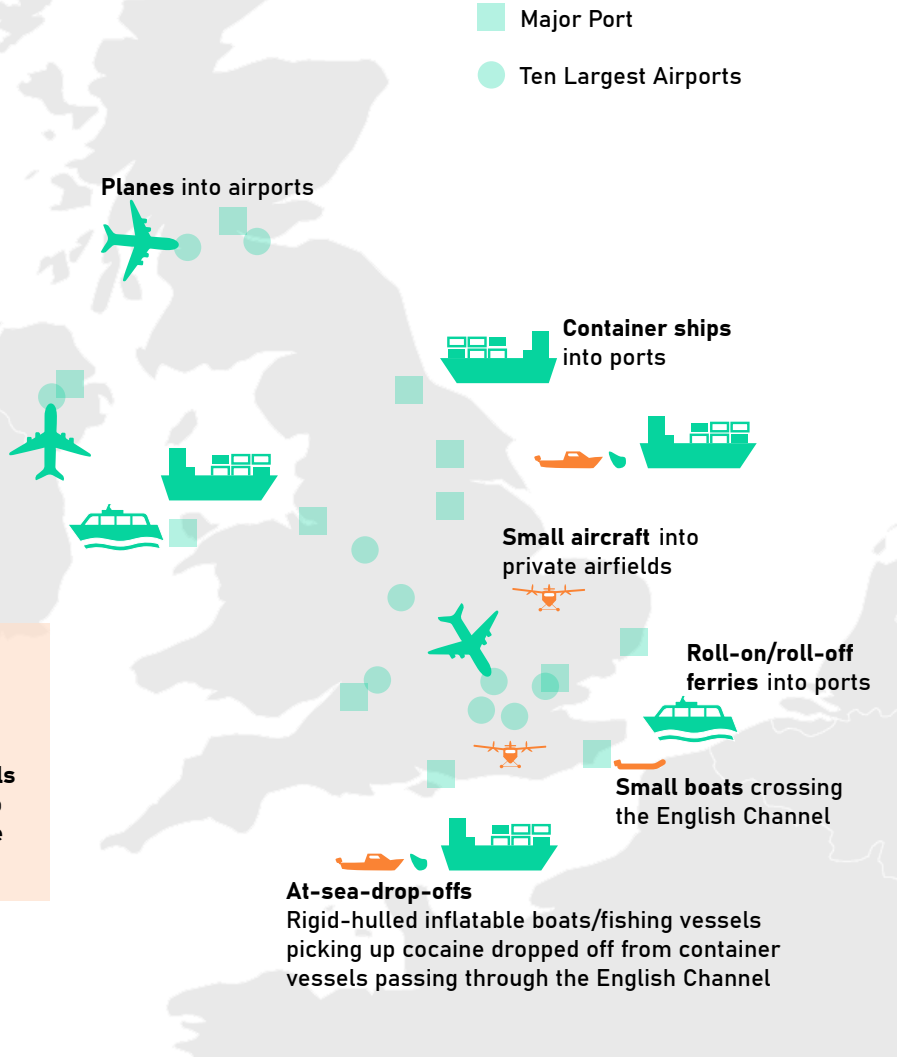 Major Port
Ten Largest Airports
Planes into airports
Container ships
into ports
Small aircraft into
private airfields
Roll-on/roll-off
ferries into ports
ls
e
Small boats crossing
the English Channel
At-sea-drop-offs
Rigid-hulled inflatable boats/fishing vessels
picking up cocaine dropped off from container
vessels passing through the English Channel